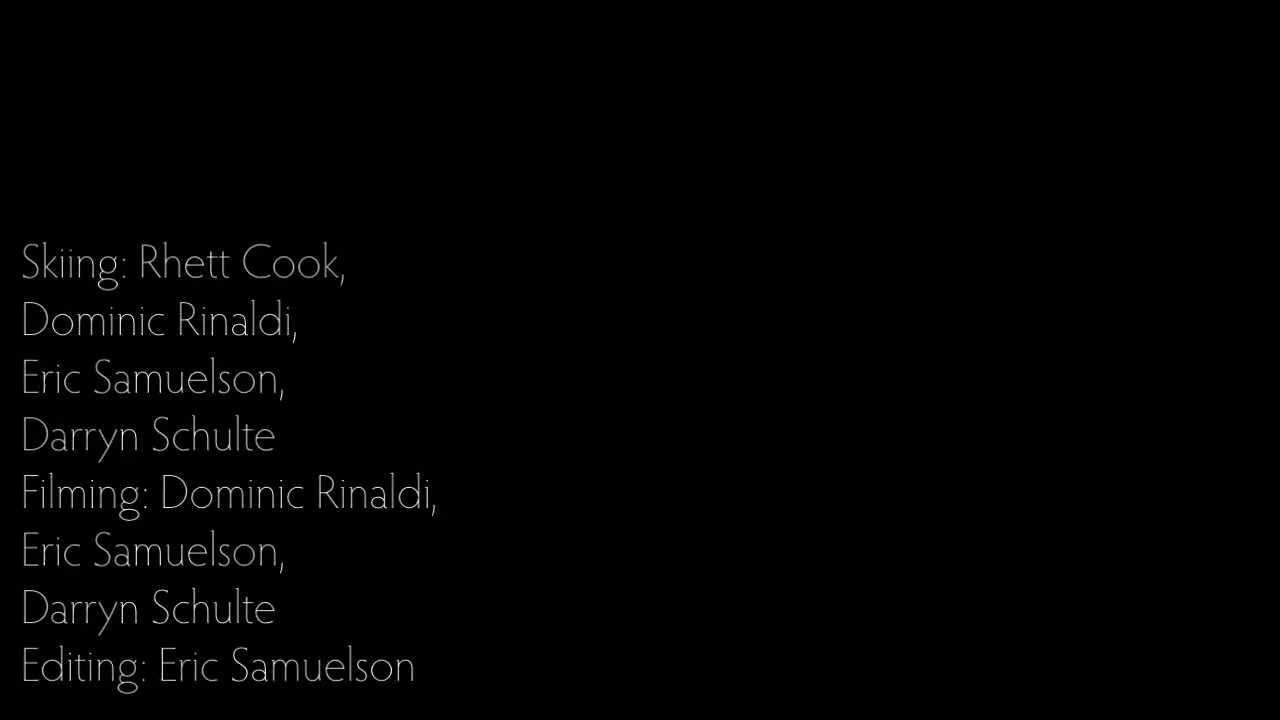 Skiing: Rhett Cook,
Dominic Rinaldi,
Eric Samuelson,
Darryn Schulte
Filming: Dominic Rinaldi,
Eric Samuelson,
Darryn Schulte
Editing: Eric Samuelson